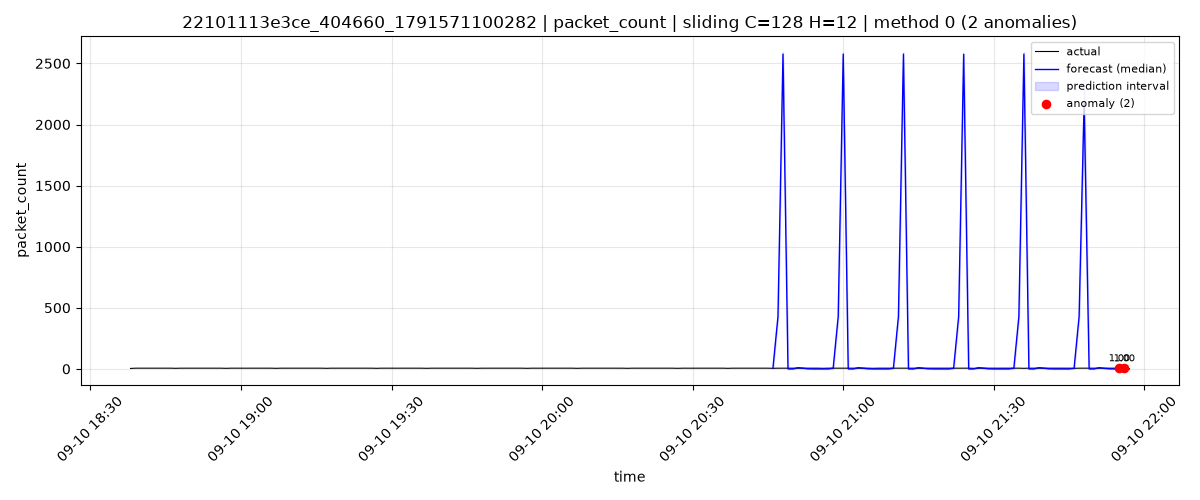 22101113e3ce_404660_1791571100282 | packet_count | sliding C=128 H=12 | method 0 (2 anomalies)
actual
forecast (median)
prediction interval
anomaly (2)
packet_count
2500
2000
1500
1000
500
0
09-10 18:30
09-10 19:00
09-10 19:30
09-10 20:00
09-10 20:30
09-10 21:00
09-10 21:30
09-10 22:00
time